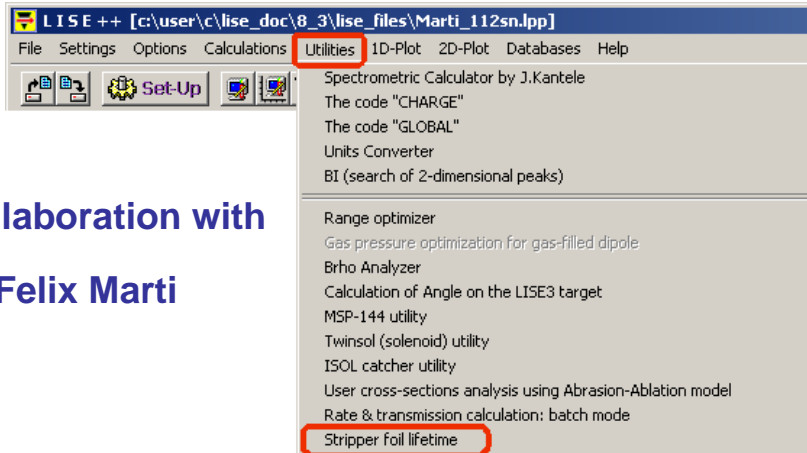 LISE++ [c:\user\c\lise_doc\8_3\lise_files\Marti_112sn.lpp]
File Settings Options Calculations Utilities 1D-Plot 2D-Plot Databases Help
Set-Up
Spectrometric Calculator by J.Kantele
The code "CHARGE"
The code "GLOBAL"
Units Converter
BI (search of 2-dimensional peaks)
laboration with
Felix Marti
Range optimizer
Gas pressure optimization for gas-filled dipole
Brho Analyzer
Calculation of Angle on the LISE3 target
MSP-144 utility
Twinsol (solenoid) utility
ISOL catcher utility
User cross-sections analysis using Abrasion-Ablation model
Rate & transmission calculation: batch mode
Stripper foil lifetime